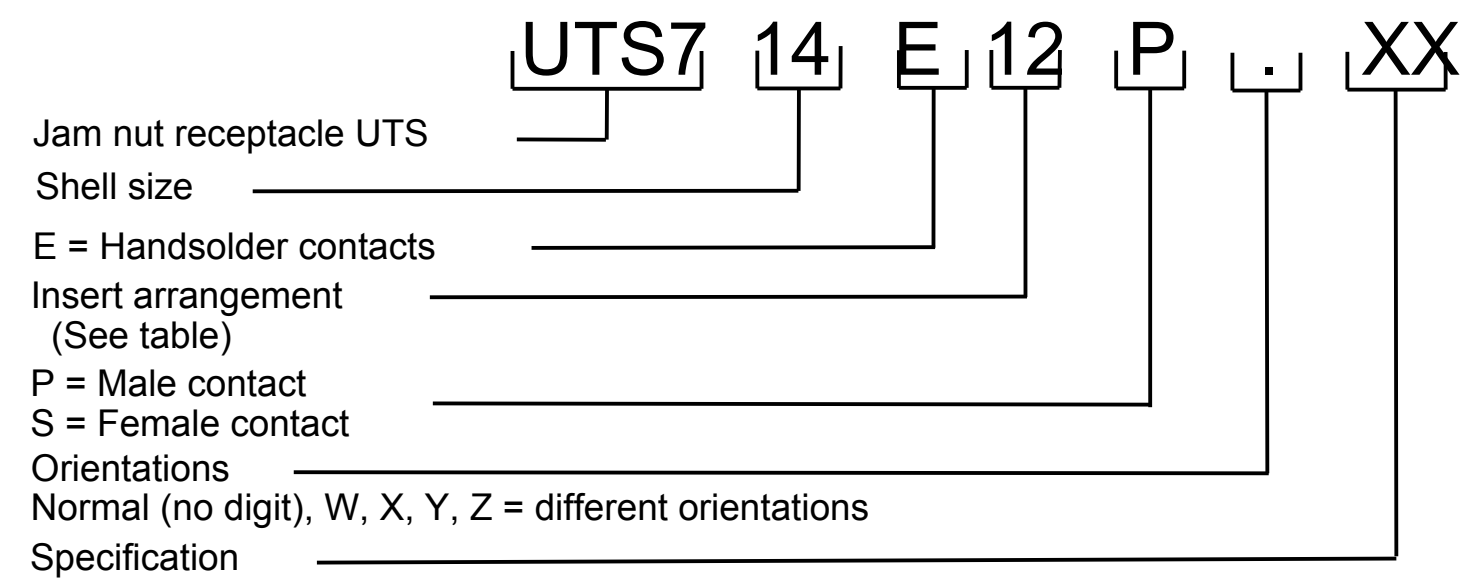 UTS7 14 E 12 P . XX
Jam nut receptacle UTS
Shell size
E = Handsolder contacts
Insert arrangement
(See table)
P = Male contact
S = Female contact
Orientations
Normal (no digit), W, X, Y, Z = different orientations
Specification